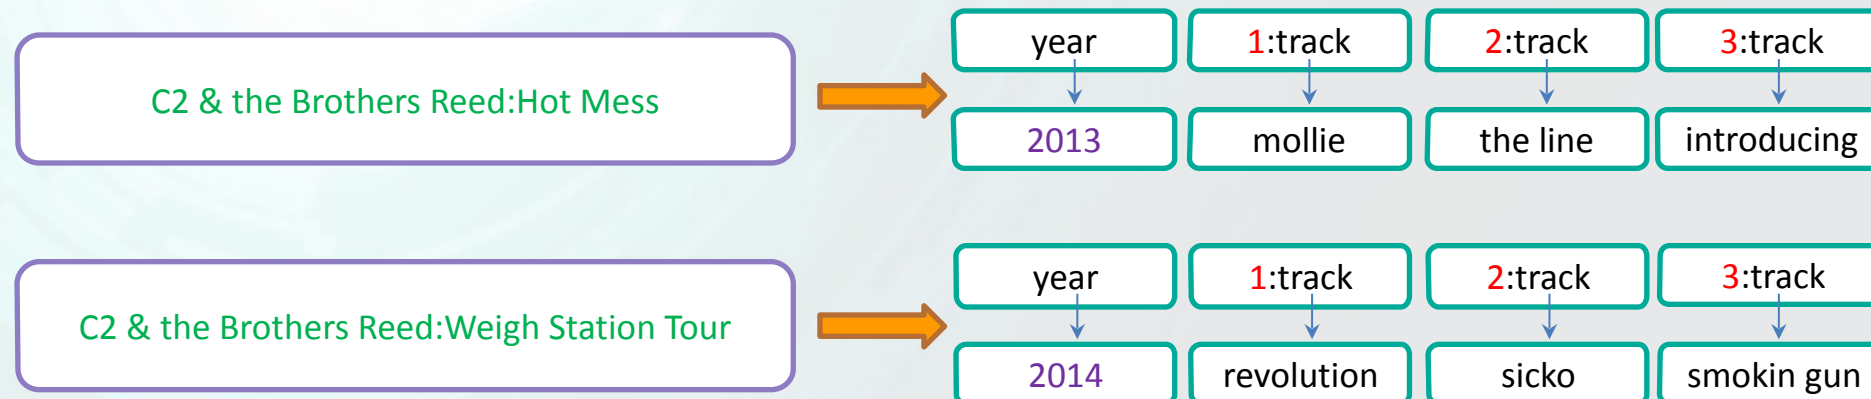 year 1:track 2:track 3:track
C2 & the Brothers Reed:Hot Mess
2013 mollie the line introducing
year 1:track 2:track 3:track
C2 & the Brothers Reed:Weigh Station Tour
2014 revolution sicko smokin gun